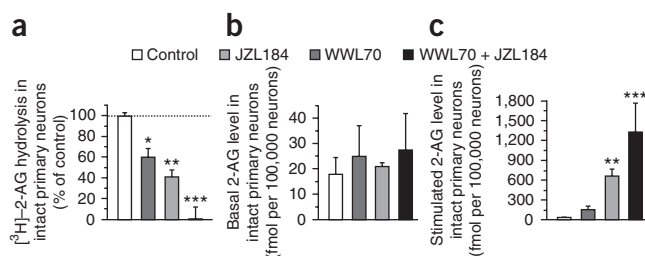 a b c
Control JZL184 WWL70 WWL70 + JZL184
[³H]–2-AG hydrolysis in
intact primary neurons
(% of control)
100
80
60
40
20
0
*
**
***
Basal 2-AG level in
intact primary neurons
(fmol per 100,000 neurons)
40
30
20
10
0
Stimulated 2-AG level in
intact primary neurons
(fmol per 100,000 neurons)
1,800
1,500
1,200
900
600
300
0
**
***